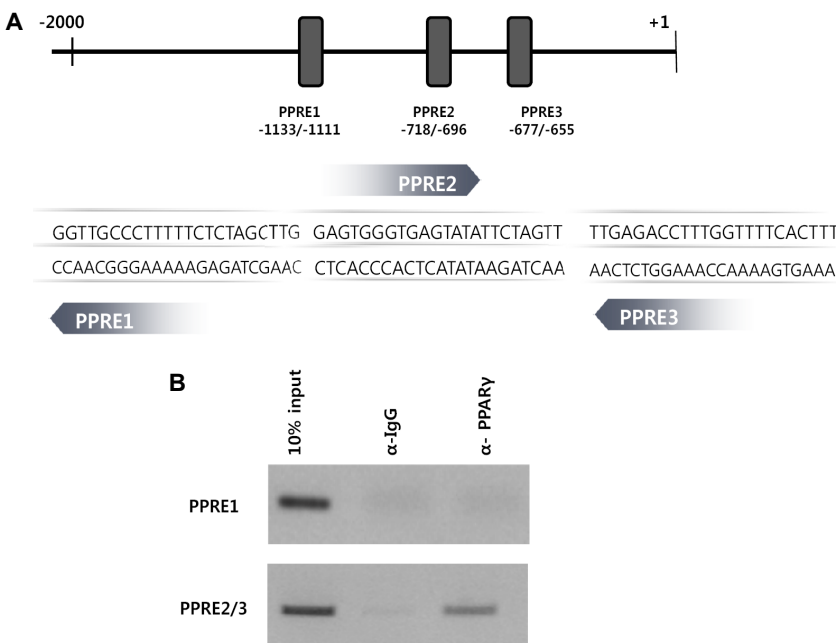 A
-2000
+1
PPRE1
-1133/-1111
PPRE2
-718/-696
PPRE3
-677/-655
PPRE2
GGTTGCCCTTTTTCTCTAGCTTG GAGTGGGTGAGTATATTCTAGTT TTGAGACCTTTGGTTTTCACTTT
CCAACGGGAAAAAGAGATCGAAC CTCACCCACTCATATAAGATCAA AACTCTGGAAACCAAAAGTGAAA
PPRE1
PPRE3
B
10% input
α-IgG
α- PPARγ
PPRE1
PPRE2/3